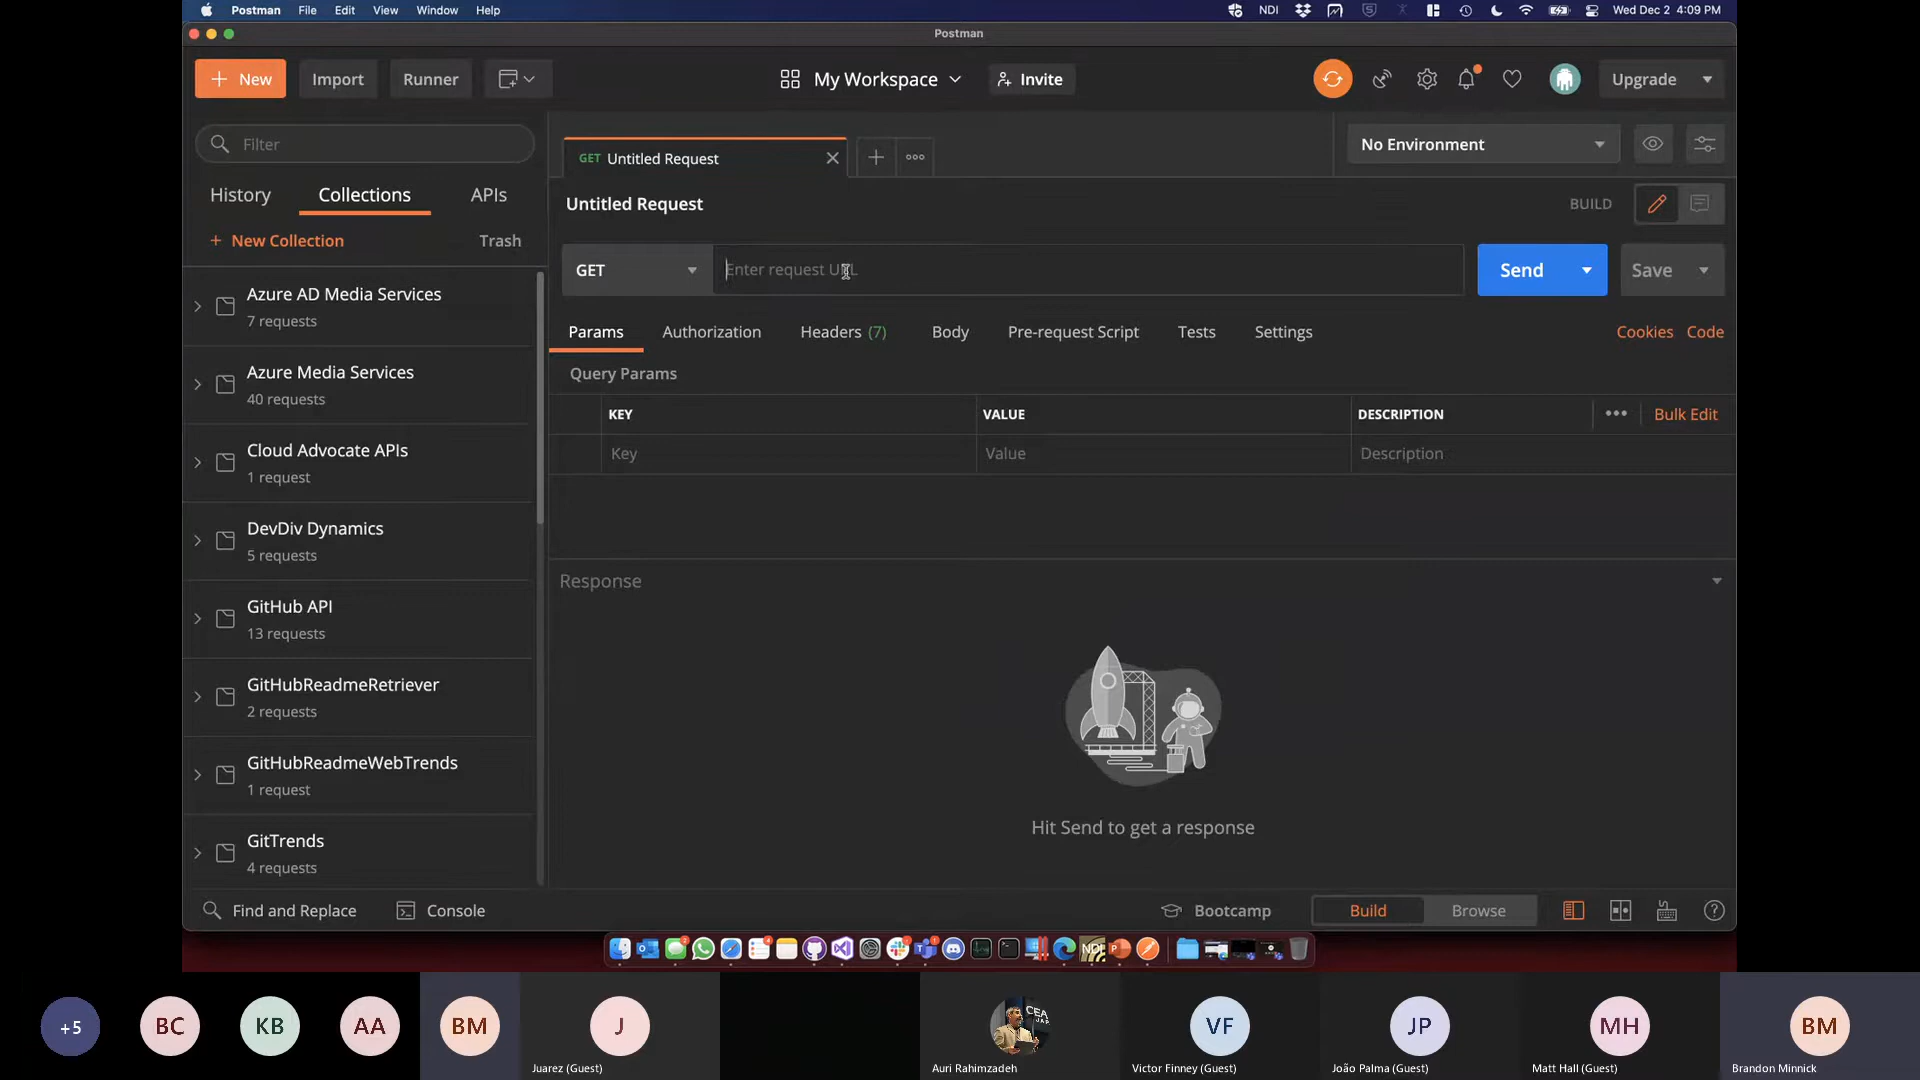 Postman File Edit View Window Help
NDI Wed Dec 2 4:09 PM
Postman
New Import Runner
My Workspace Invite
Upgrade
Filter
GET Untitled Request
No Environment
History Collections APIs
Untitled Request BUILD
+ New Collection Trash
GET Enter request URL Send Save
Azure AD Media Services
7 requests
Params Authorization Headers (7) Body Pre-request Script Tests Settings Cookies Code
Azure Media Services
40 requests
Query Params
KEY VALUE DESCRIPTION Bulk Edit
Key Value Description
Cloud Advocate APIs
1 request
DevDiv Dynamics
5 requests
Response
GitHub API
13 requests
GitHubReadmeRetriever
2 requests
GitHubReadmeWebTrends
1 request
Hit Send to get a response
GitTrends
4 requests
Find and Replace Console Bootcamp Build Browse
NDI
+5 BC KB AA BM J VF JP MH BM
CEA
Juarez (Guest) Auri Rahimzadeh Victor Finney (Guest) João Palma (Guest) Matt Hall (Guest) Brandon Minnick